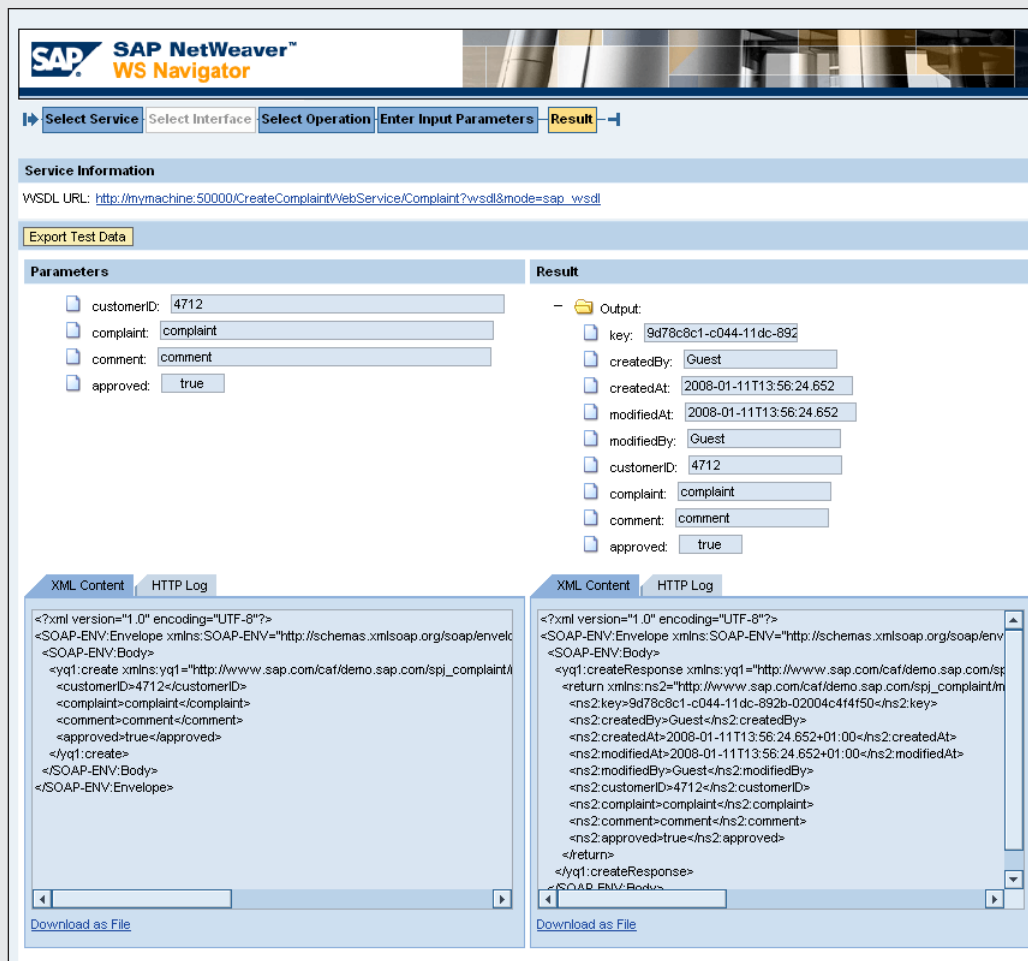 SAP SAP NetWeaver™
WS Navigator
Select Service Select Interface Select Operation Enter Input Parameters Result
Service Information
WSDL URL: http://mymachine:50000/CreateComplaintWebService/Complaint?wsdl&mode=sap_wsdl
Export Test Data
Parameters
customerID: 4712
complaint: complaint
comment: comment
approved: true
Result
Output:
key: 9d78c8c1-c044-11dc-892
createdBy: Guest
createdAt: 2008-01-11T13:56:24.652
modifiedAt: 2008-01-11T13:56:24.652
modifiedBy: Guest
customerID: 4712
complaint: complaint
comment: comment
approved: true
XML Content HTTP Log
<?xml version="1.0" encoding="UTF-8"?>
<SOAP-ENV:Envelope xmlns:SOAP-ENV="http://schemas.xmlsoap.org/soap/envelo
<SOAP-ENV:Body>
<yq1:create xmlns:yq1="http://www.sap.com/caf/demo.sap.com/spj_complaint/
<customerID>4712</customerID>
<complaint>complaint</complaint>
<comment>comment</comment>
<approved>true</approved>
</yq1:create>
</SOAP-ENV:Body>
</SOAP-ENV:Envelope>
Download as File
XML Content HTTP Log
<?xml version="1.0" encoding="UTF-8"?>
<SOAP-ENV:Envelope xmlns:SOAP-ENV="http://schemas.xmlsoap.org/soap/env
<SOAP-ENV:Body>
<yq1:createResponse xmlns:yq1="http://www.sap.com/caf/demo.sap.com/sp
<return xmlns:ns2="http://www.sap.com/caf/demo.sap.com/spj_complaint/m
<ns2:key>9d78c8c1-c044-11dc-892b-02004c4f4f50</ns2:key>
<ns2:createdBy>Guest</ns2:createdBy>
<ns2:createdAt>2008-01-11T13:56:24.652+01:00</ns2:createdAt>
<ns2:modifiedAt>2008-01-11T13:56:24.652+01:00</ns2:modifiedAt>
<ns2:modifiedBy>Guest</ns2:modifiedBy>
<ns2:customerID>4712</ns2:customerID>
<ns2:complaint>complaint</ns2:complaint>
<ns2:comment>comment</ns2:comment>
<ns2:approved>true</ns2:approved>
</return>
</yq1:createResponse>
</SOAP-ENV:Body>
Download as File